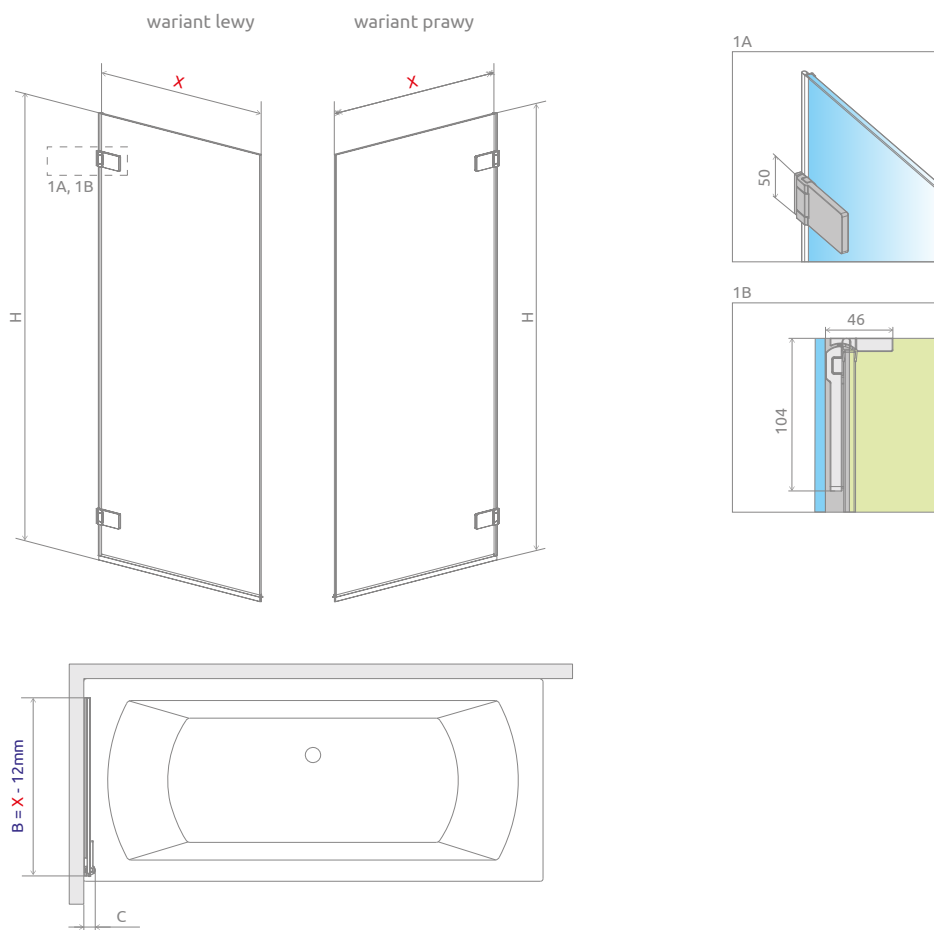 wariant lewy
wariant prawy
X
X
1A, 1B
H
H
1A
50
1B
46
104
B = X - 12mm
C